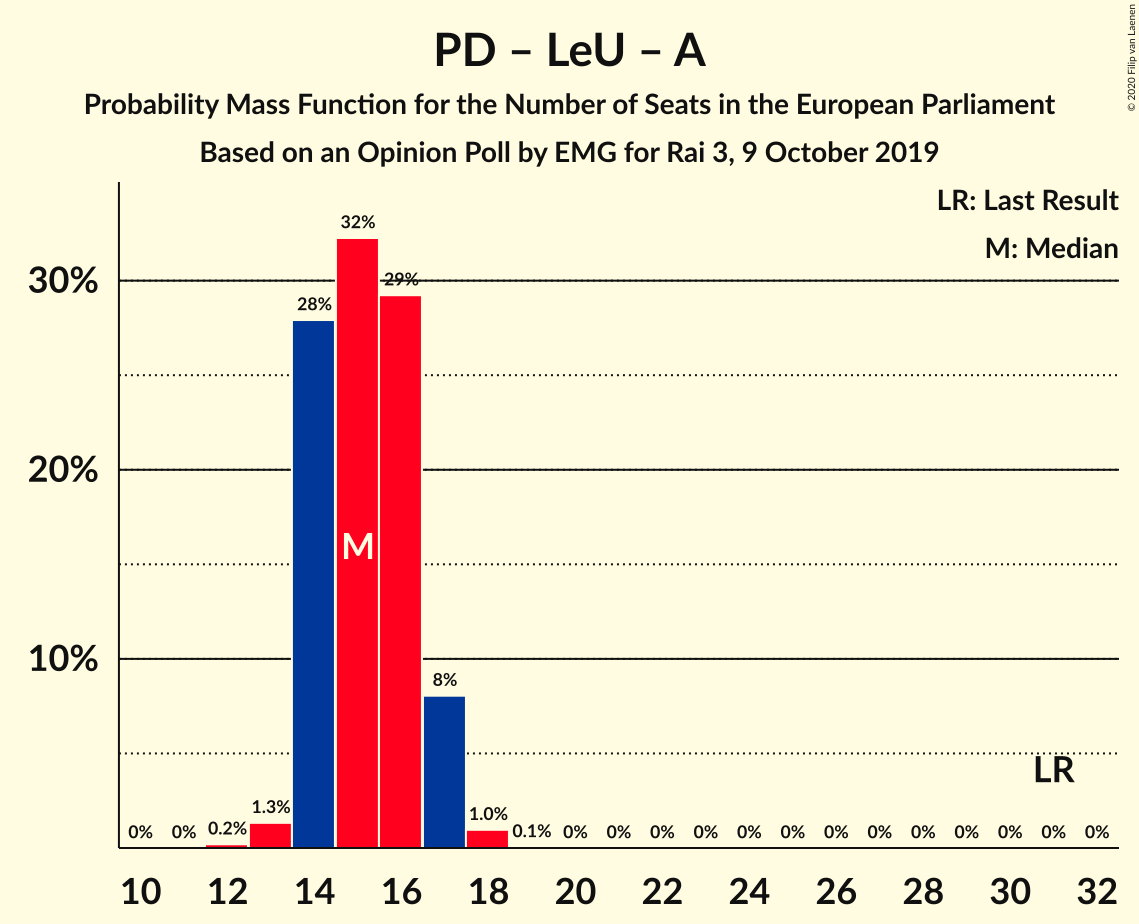 PD – LeU – A
Probability Mass Function for the Number of Seats in the European Parliament
Based on an Opinion Poll by EMG for Rai 3, 9 October 2019
© 2020 Filip van Laenen
LR: Last Result
M: Median
30%
20%
10%
0% 0% 0.2% 1.3% 28% 32% 29% 8% 1.0% 0.1% 0% 0% 0% 0% 0% 0% 0% 0% 0% 0% 0% 0% 0%
M
LR
10 12 14 16 18 20 22 24 26 28 30 32